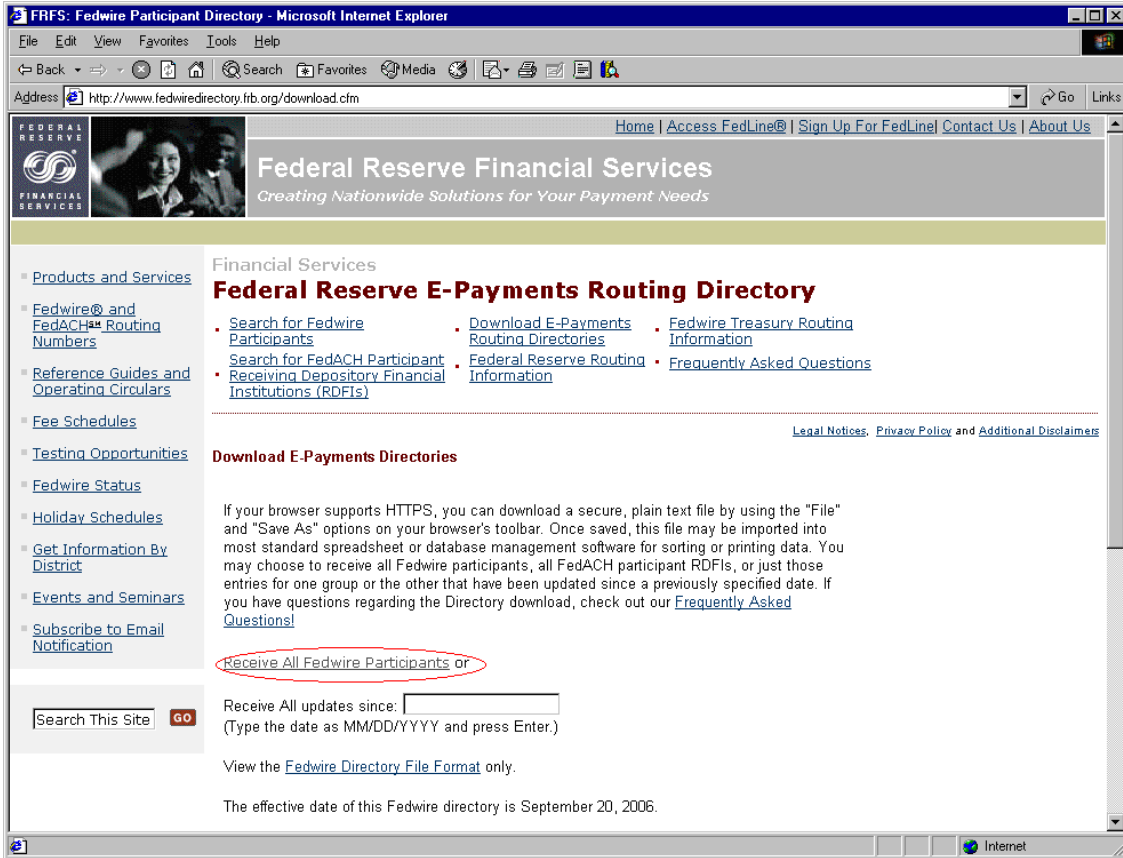 FRFS: Fedwire Participant Directory - Microsoft Internet Explorer
File Edit View Favorites Tools Help
Back Search Favorites Media
Address http://www.fedwiredirectory.frb.org/download.cfm Go Links
FEDERAL
RESERVE
FINANCIAL
SERVICES
Home | Access FedLine® | Sign Up For FedLine| Contact Us | About Us
Federal Reserve Financial Services
Creating Nationwide Solutions for Your Payment Needs
Products and Services
Fedwire® and
FedACH℠ Routing
Numbers
Reference Guides and
Operating Circulars
Fee Schedules
Testing Opportunities
Fedwire Status
Holiday Schedules
Get Information By
District
Events and Seminars
Subscribe to Email
Notification
Search This Site GO
Financial Services
Federal Reserve E-Payments Routing Directory
Search for Fedwire
Participants
Search for FedACH Participant
Receiving Depository Financial
Institutions (RDFIs)
Download E-Payments
Routing Directories
Federal Reserve Routing
Information
Fedwire Treasury Routing
Information
Frequently Asked Questions
Legal Notices, Privacy Policy and Additional Disclaimers
Download E-Payments Directories
If your browser supports HTTPS, you can download a secure, plain text file by using the "File"
and "Save As" options on your browser's toolbar. Once saved, this file may be imported into
most standard spreadsheet or database management software for sorting or printing data. You
may choose to receive all Fedwire participants, all FedACH participant RDFIs, or just those
entries for one group or the other that have been updated since a previously specified date. If
you have questions regarding the Directory download, check out our Frequently Asked
Questions!
Receive All Fedwire Participants or
Receive All updates since:
(Type the date as MM/DD/YYYY and press Enter.)
View the Fedwire Directory File Format only.
The effective date of this Fedwire directory is September 20, 2006.
Internet